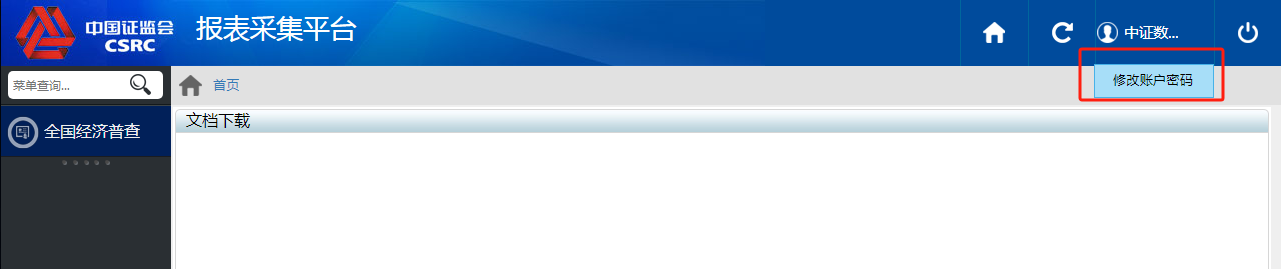 中国证监会
CSRC
报表采集平台
中证数...
修改账户密码
菜单查询...
首页
全国经济普查
文档下载